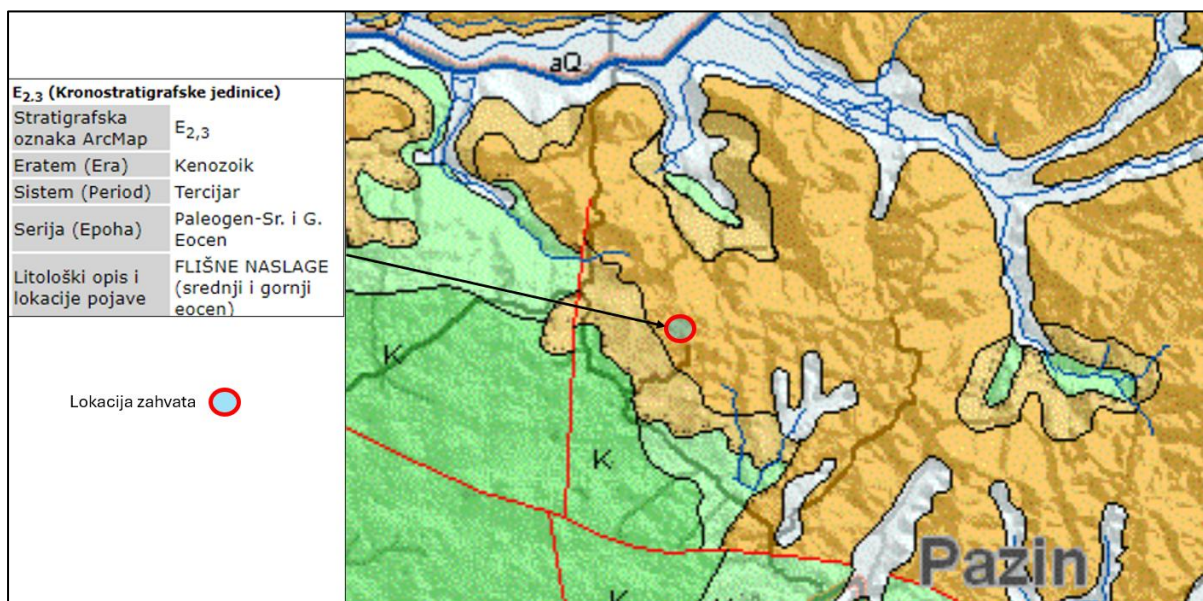 E2,3 (Kronostratigrafske jedinice)
Stratigrafska
oznaka ArcMap
E2,3
Eratem (Era)
Kenozoik
Sistem (Period)
Tercijar
Serija (Epoha)
Paleogen-Sr. i G.
Eocen
Litološki opis i
lokacije pojave
FLIŠNE NASLAGE
(srednji i gornji
eocen)
Lokacija zahvata
aQ
K
K
K
Pazin